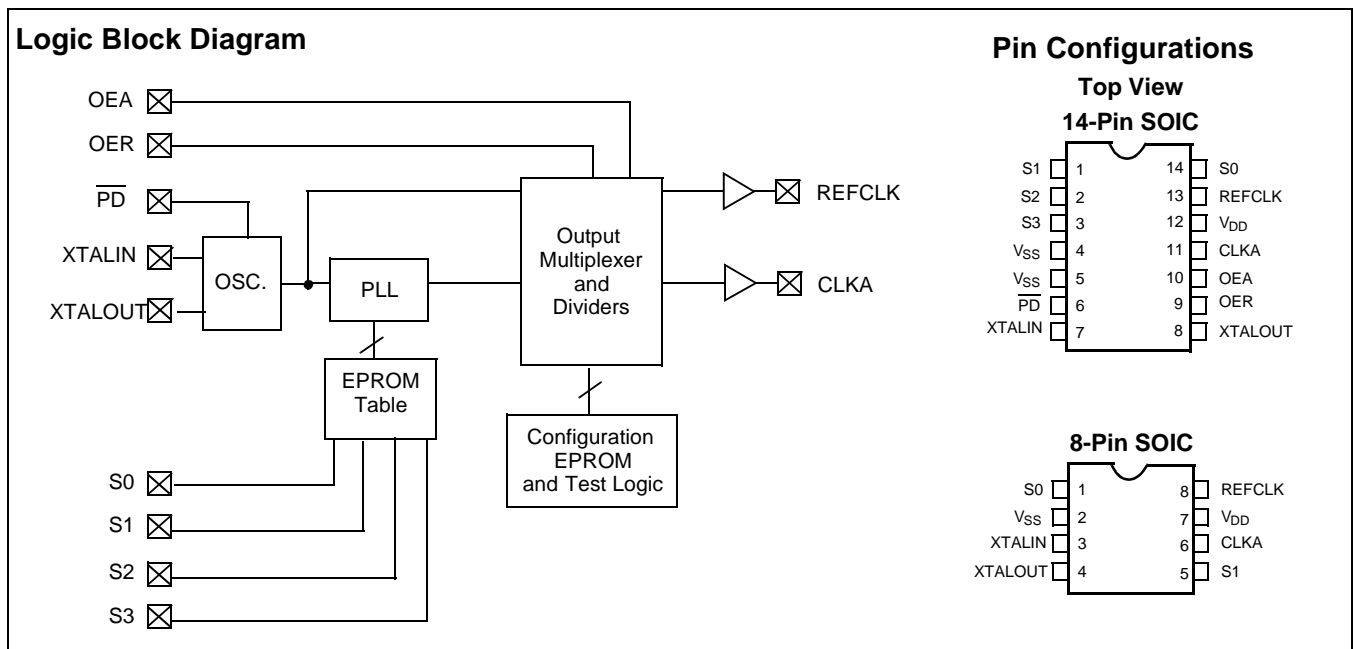 Logic Block Diagram
OEA
OER
PD
XTALIN
XTALOUT
OSC.
PLL
EPROM
Table
S0
S1
S2
S3
Output
Multiplexer
and
Dividers
Configuration
EPROM
and Test Logic
REFCLK
CLKA
Pin Configurations
Top View
14-Pin SOIC
S1 1 14 S0
S2 2 13 REFCLK
S3 3 12 VDD
VSS 4 11 CLKA
VSS 5 10 OEA
PD 6 9 OER
XTALIN 7 8 XTALOUT
8-Pin SOIC
S0 1 8 REFCLK
VSS 2 7 VDD
XTALIN 3 6 CLKA
XTALOUT 4 5 S1